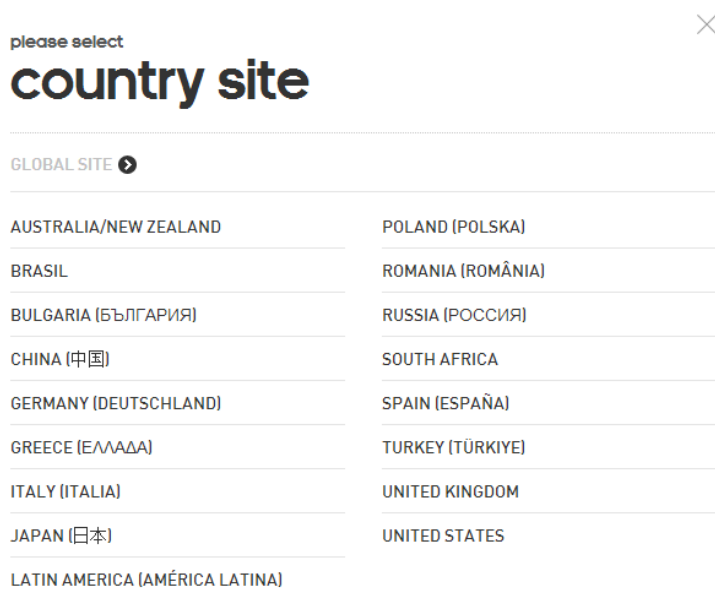 please select
country site
GLOBAL SITE
AUSTRALIA/NEW ZEALAND
BRASIL
BULGARIA (БЪЛГАРИЯ)
CHINA (中国)
GERMANY (DEUTSCHLAND)
GREECE (ΕΛΛΑΔΑ)
ITALY (ITALIA)
JAPAN (日本)
LATIN AMERICA (AMÉRICA LATINA)
POLAND (POLSKA)
ROMANIA (ROMÂNIA)
RUSSIA (РОССИЯ)
SOUTH AFRICA
SPAIN (ESPAÑA)
TURKEY (TÜRKIYE)
UNITED KINGDOM
UNITED STATES